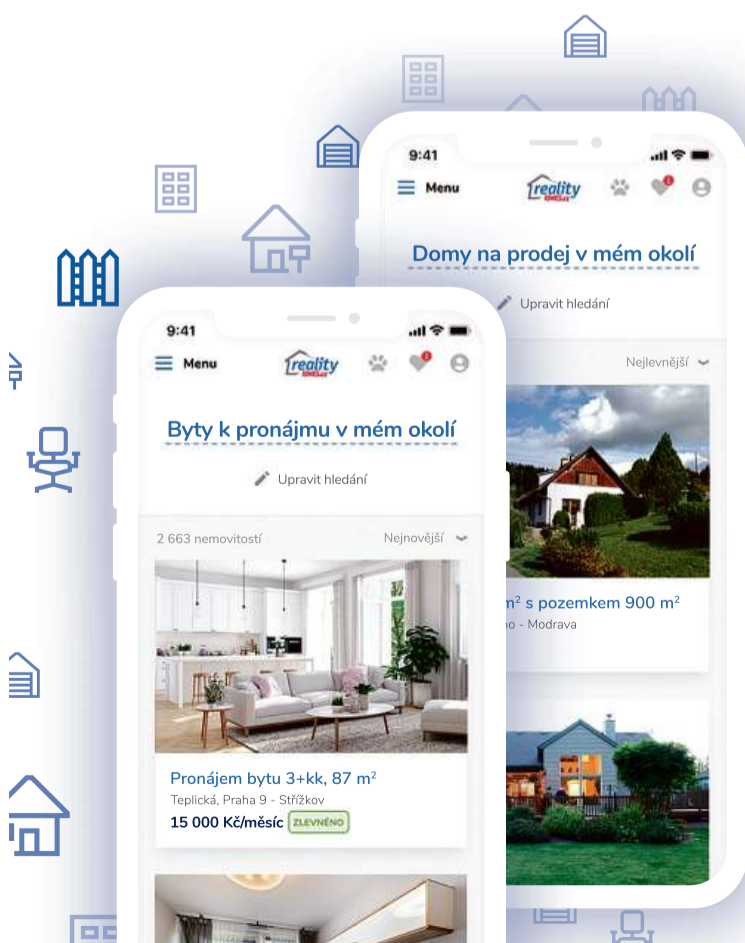 9:41
Menu
reality
Domy na prodej v mém okolí
Upravit hledání
Nejlevnější
m² s pozemkem 900 m²
no - Modrava
9:41
Menu
reality
Byty k pronájmu v mém okolí
Upravit hledání
2 663 nemovitostí
Nejnovější
Pronájem bytu 3+kk, 87 m²
Teplická, Praha 9 - Střížkov
15 000 Kč/měsíc ZLEVNĚNO